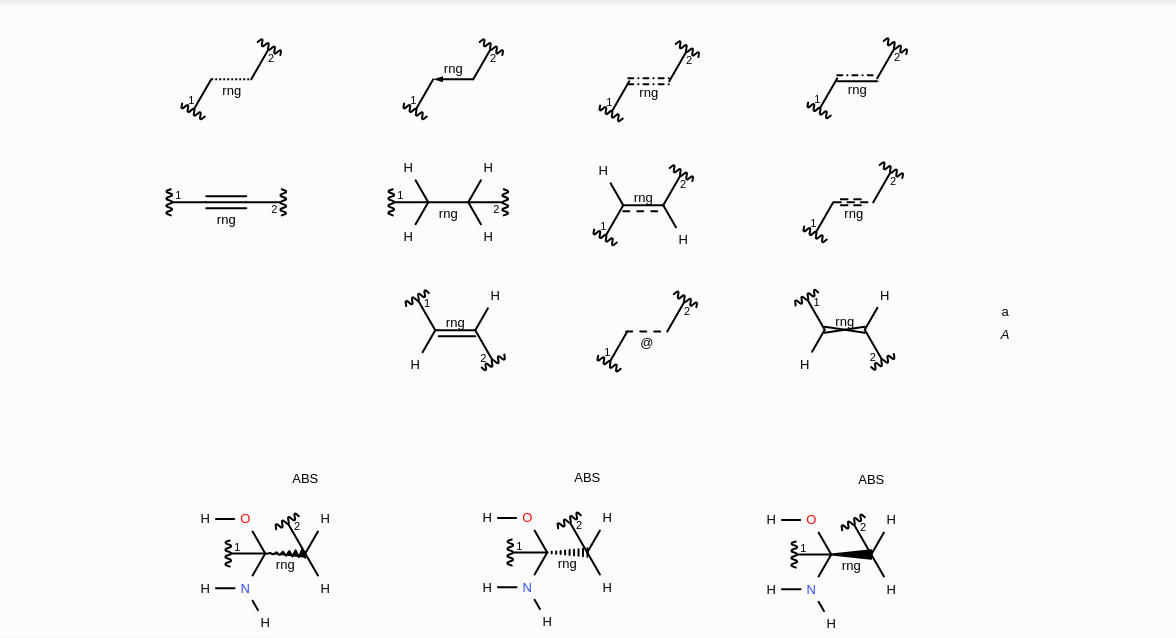 2 2 2 2
1 rng 1 rng 1 rng 1 rng
H H H H
1 rng 2 1 rng 2 1 rng 2 1 rng 2
H H H
H H
1 rng 2 1 @ 2 1 rng 2 a
H H A
ABS ABS ABS
H O 2 H H O 2 H H O 2 H
1 rng 1 rng 1 rng
H N H H N H H N H
H H H